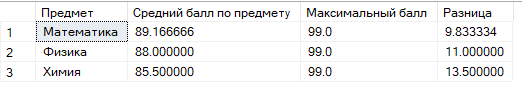 Предмет Средний балл по предмету Максимальный балл Разница
1 Математика 89.166666 99.0 9.833334
2 Физика 88.000000 99.0 11.000000
3 Химия 85.500000 99.0 13.500000